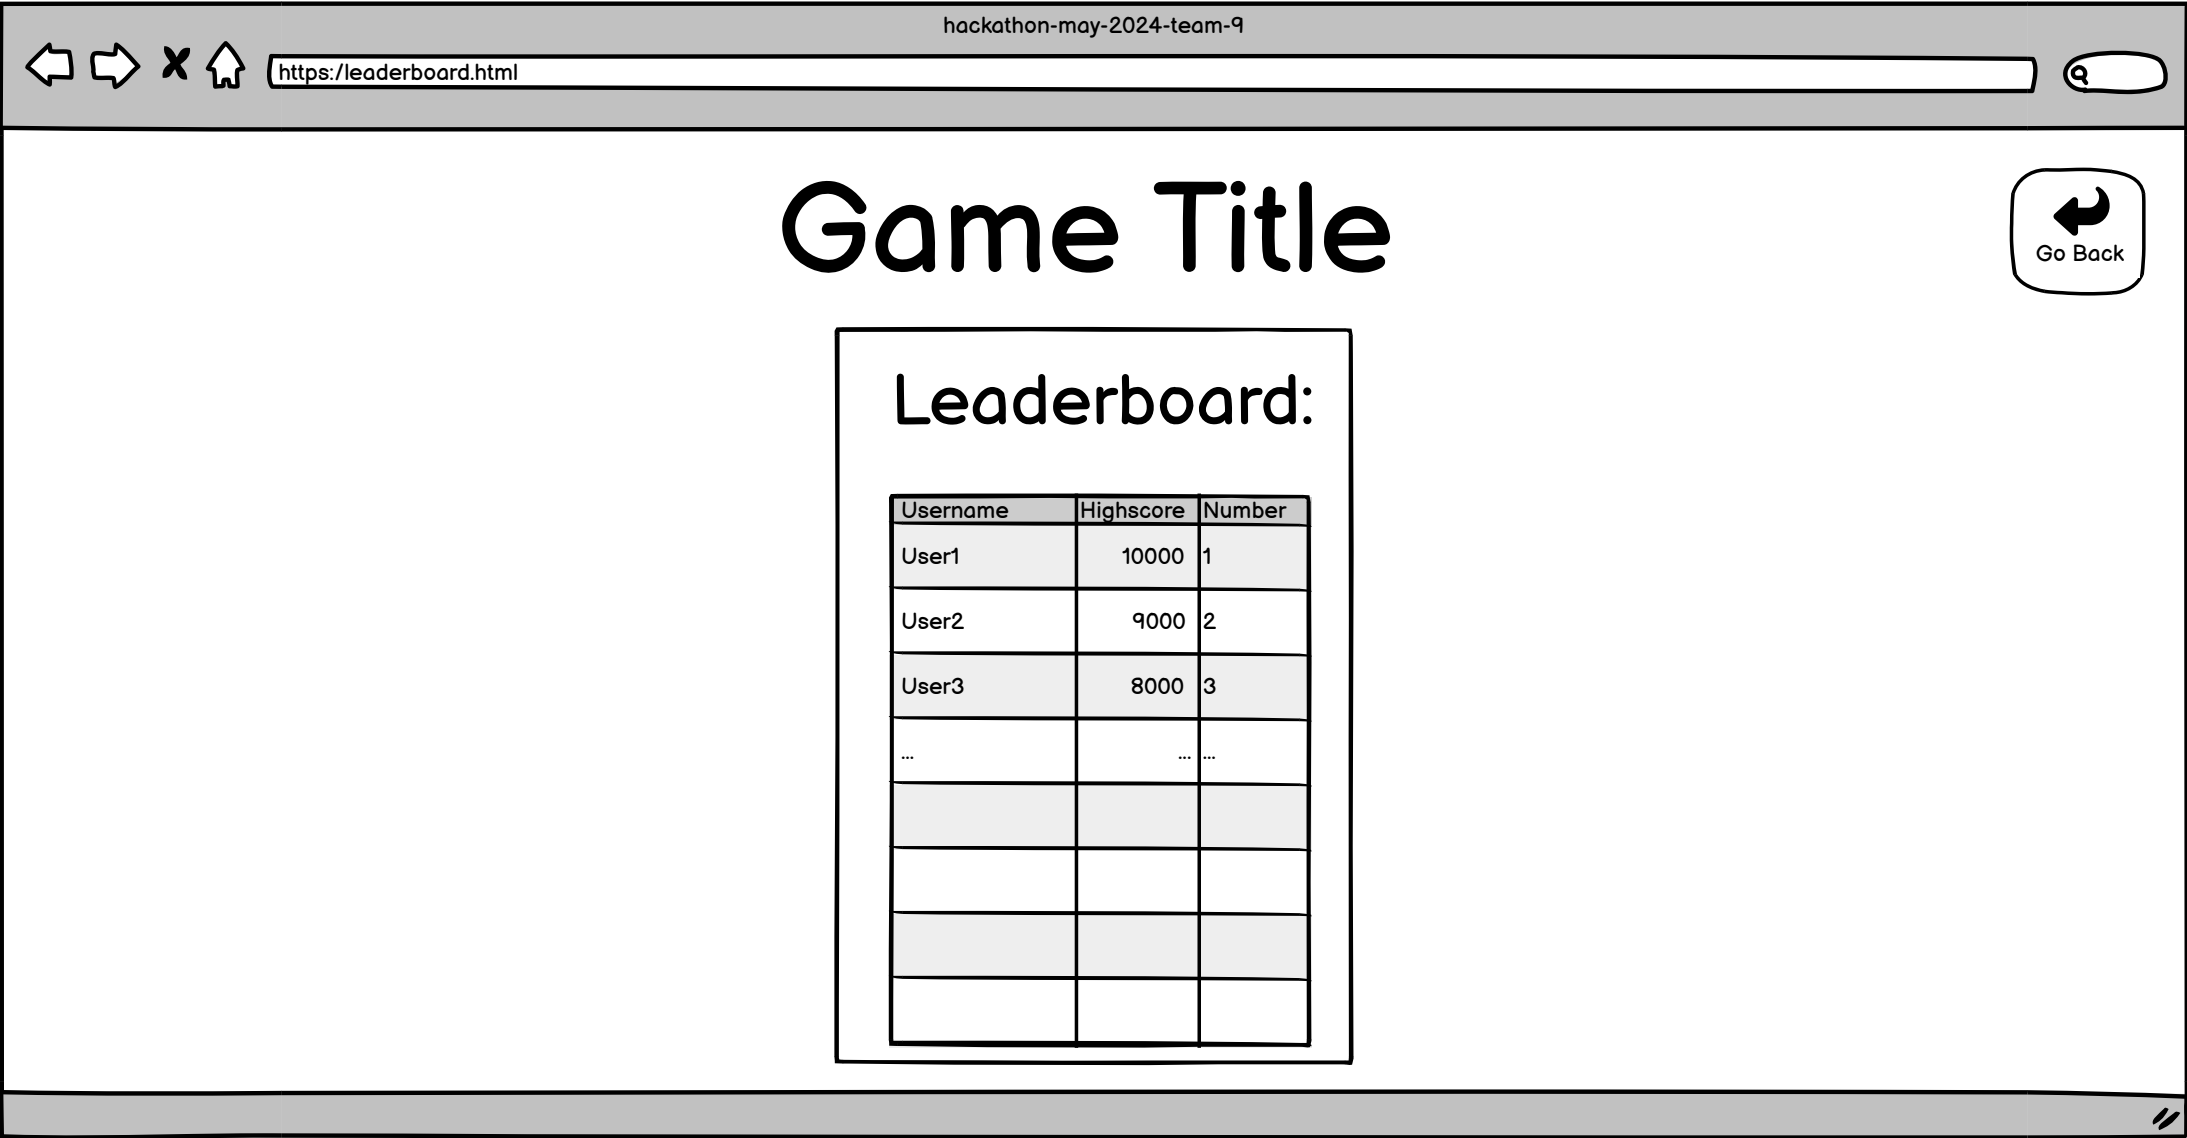 hackathon-may-2024-team-9
https:/leaderboard.html
Game Title
Go Back
Leaderboard:
Username Highscore Number
User1 10000 1
User2 9000 2
User3 8000 3
... ... ...